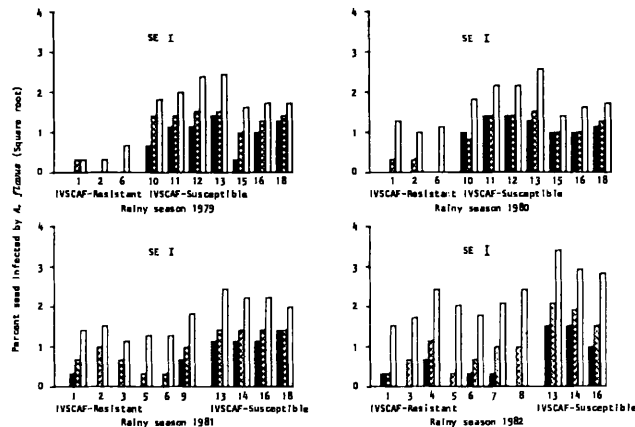 4
4
3
SE I
3
SE I
2
2
1
1
0
0
1 2 6 10 11 12 13 15 16 18
1 2 6 10 11 12 13 15 16 18
IVSCAF-Resistant IVSCAF-Susceptible
IVSCAF-Resistant IVSCAF-Susceptible
Rainy season 1979
Rainy season 1980
Percent seed infected by A. flavus (Square root)
4
4
3
SE I
3
SE I
2
2
1
1
0
0
1 2 3 5 6 9 13 14 16 18
1 3 4 5 6 7 8 13 14 16
IVSCAF-Resistant IVSCAF-Susceptible
IVSCAF-Resistant IVSCAF-Susceptible
Rainy season 1981
Rainy season 1982